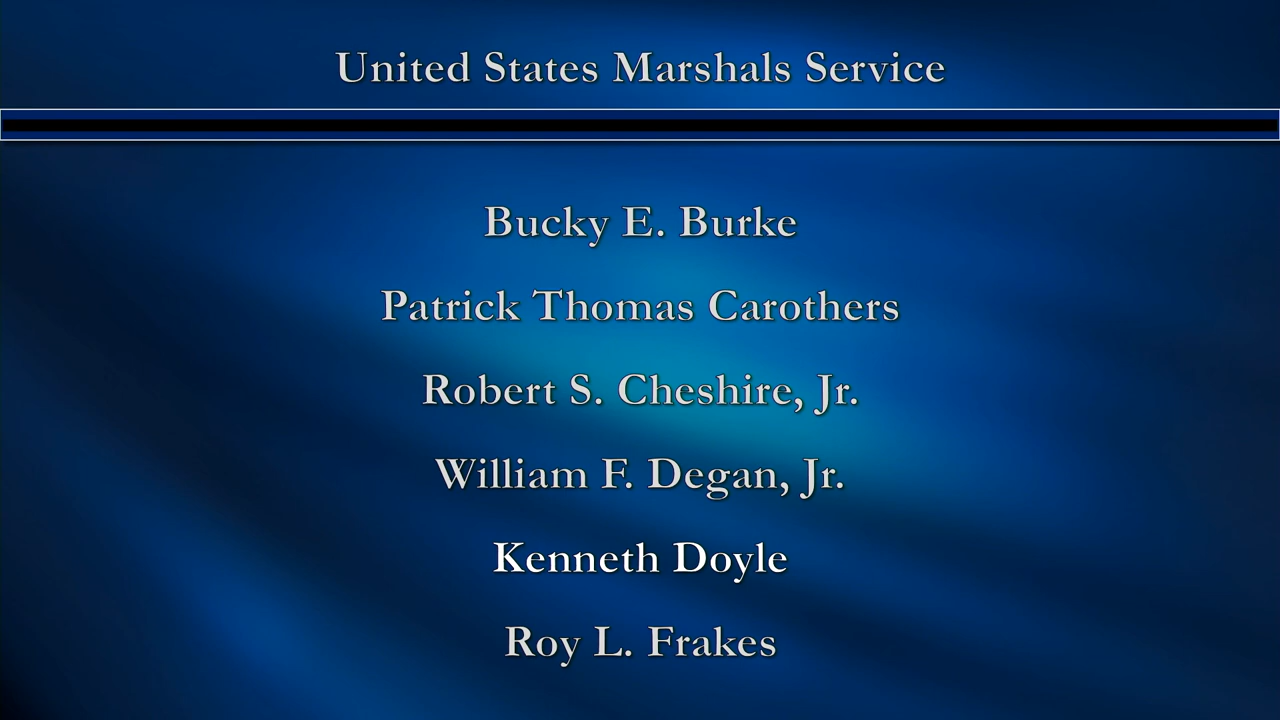 United States Marshals Service
Bucky E. Burke
Patrick Thomas Carothers
Robert S. Cheshire, Jr.
William F. Degan, Jr.
Kenneth Doyle
Roy L. Frakes